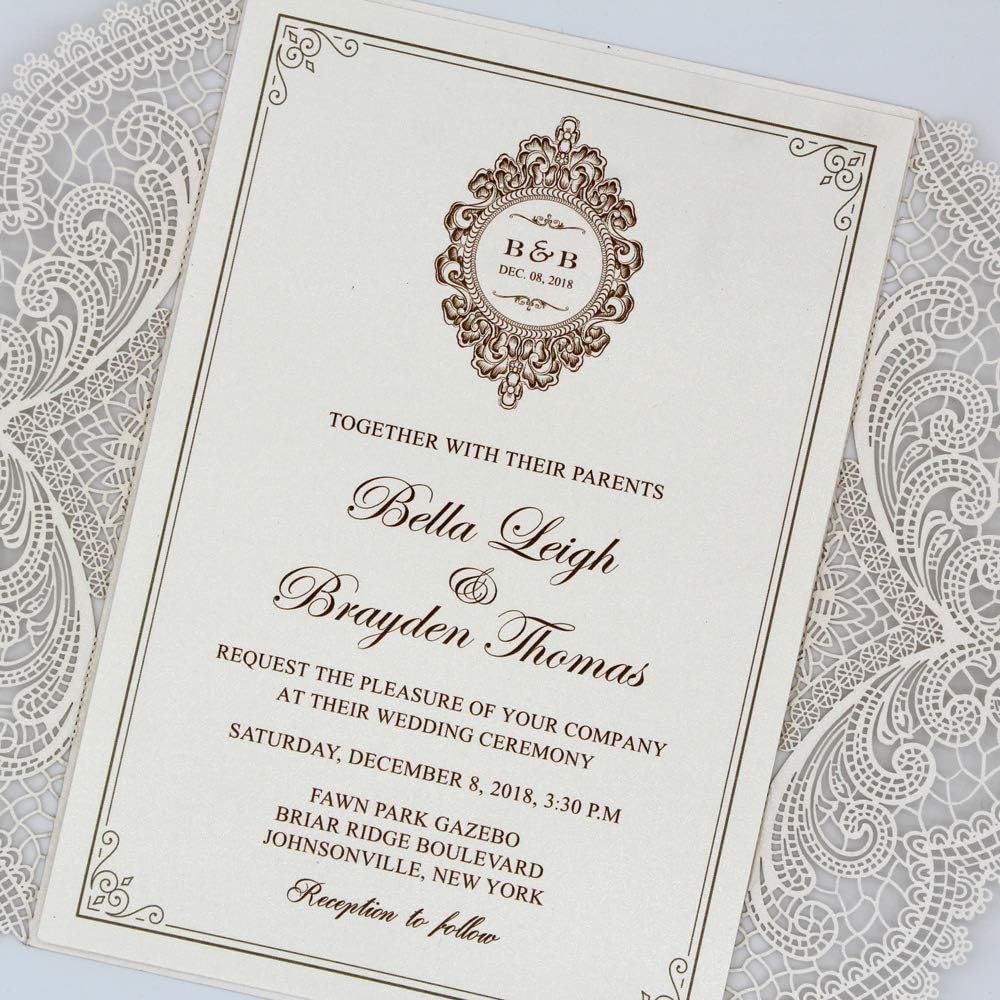 B & B
DEC. 08, 2018
TOGETHER WITH THEIR PARENTS
Bella Leigh
&
Brayden Thomas
REQUEST THE PLEASURE OF YOUR COMPANY
AT THEIR WEDDING CEREMONY
SATURDAY, DECEMBER 8, 2018, 3:30 P.M
FAWN PARK GAZEBO
BRIAR RIDGE BOULEVARD
JOHNSONVILLE, NEW YORK
Reception to follow